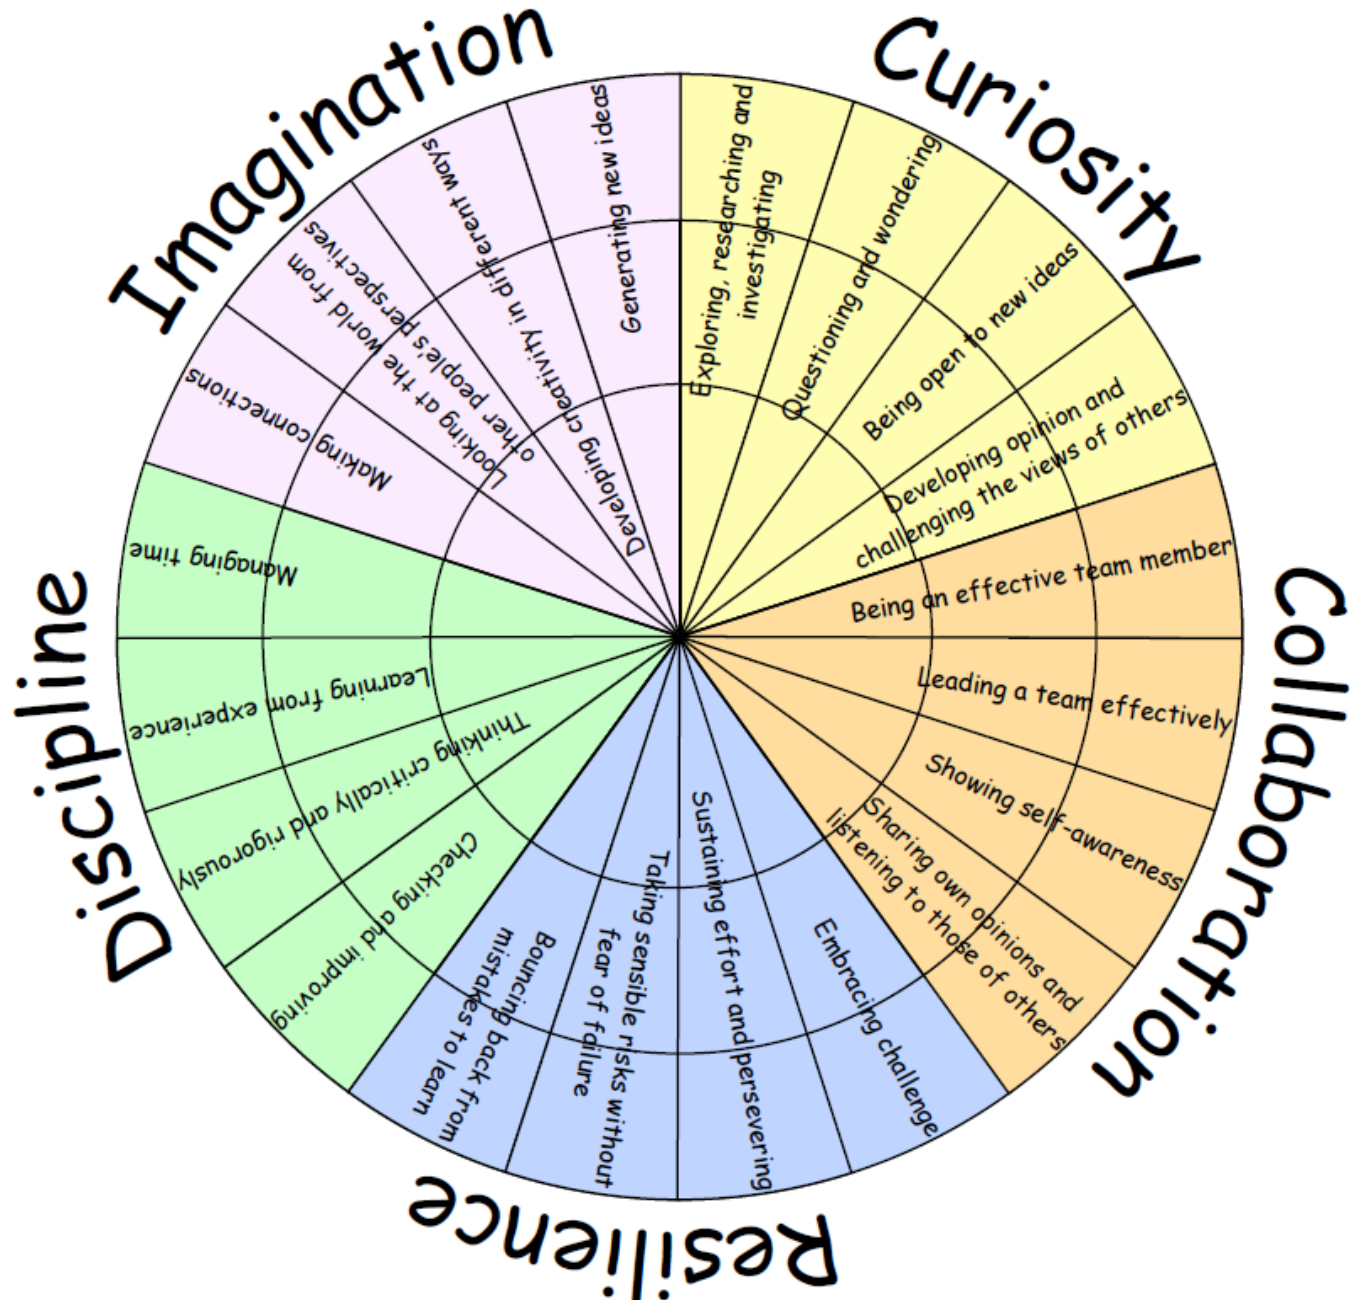 Curiosity
Exploring, researching and
investigating
Questioning and wondering
Being open to new ideas
Developing opinion and
challenging the views of others
Collaboration
Being an effective team member
Leading a team effectively
Showing self-awareness
Sharing own opinions and
listening to those of others
Resilience
Embracing challenge
Sustaining effort and persevering
Taking sensible risks without
fear of failure
Bouncing back from
mistakes to learn
Discipline
Checking and improving
Thinking critically and rigorously
Learning from experience
Managing time
Imagination
Making connections
Looking at the world from
other people's perspectives
Developing creativity in different ways
Generating new ideas